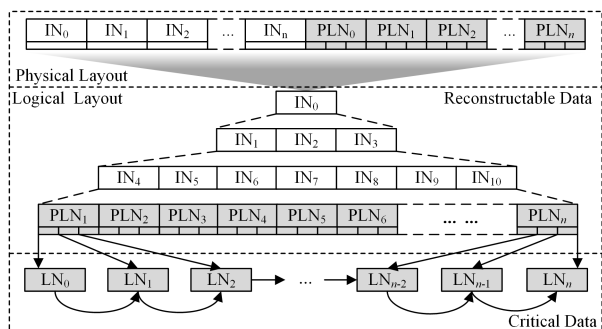 IN₀ IN₁ IN₂ ... INₙ PLN₀ PLN₁ PLN₂ ... PLNₙ
Physical Layout
Logical Layout IN₀ Reconstructable Data
IN₁ IN₂ IN₃
IN₄ IN₅ IN₆ IN₇ IN₈ IN₉ IN₁₀
PLN₁ PLN₂ PLN₃ PLN₄ PLN₅ PLN₆ ... ... PLNₙ
LN₀ LN₁ LN₂ ... LNₙ₋₂ LNₙ₋₁ LNₙ
Critical Data